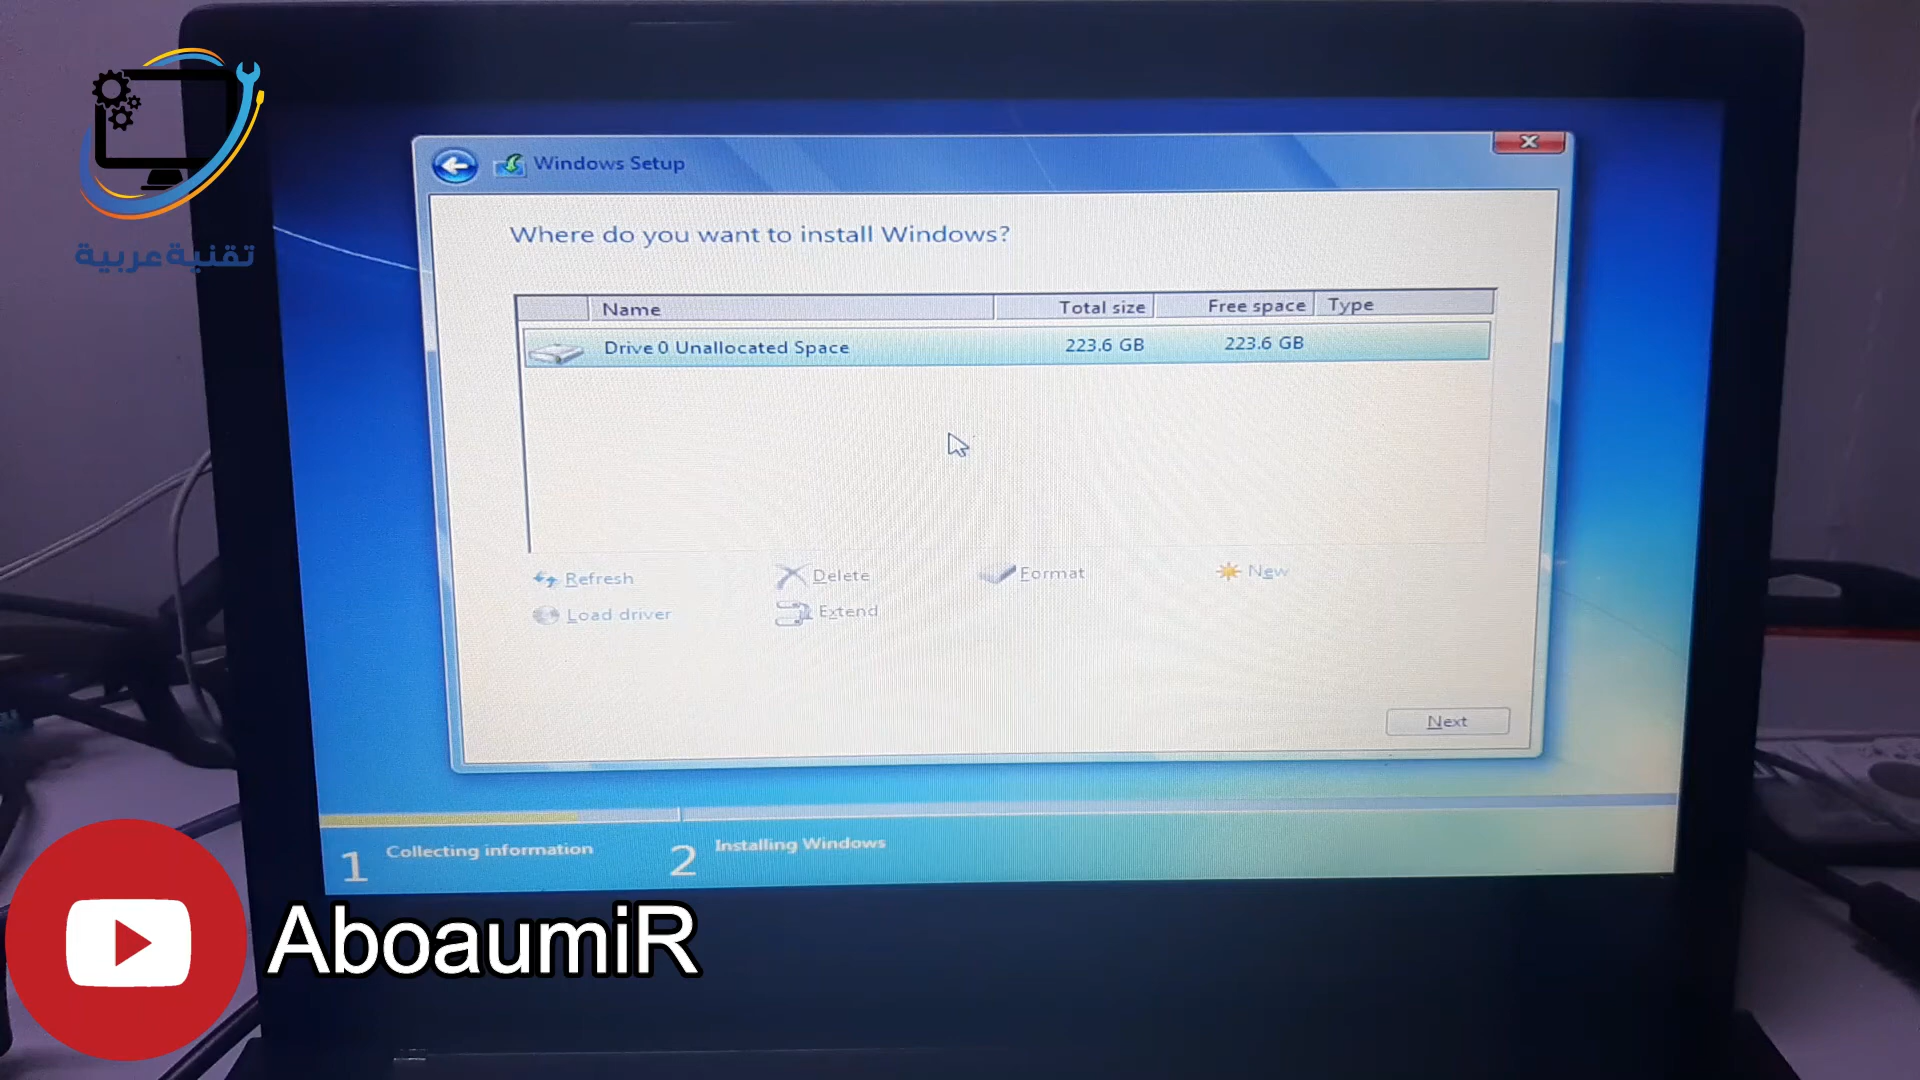 تقنية عربية
Windows Setup
Where do you want to install Windows?
Name Total size Free space Type
Drive 0 Unallocated Space 223.6 GB 223.6 GB
Refresh Delete Format New
Load driver Extend
Next
1 Collecting information 2 Installing Windows
AboaumiR